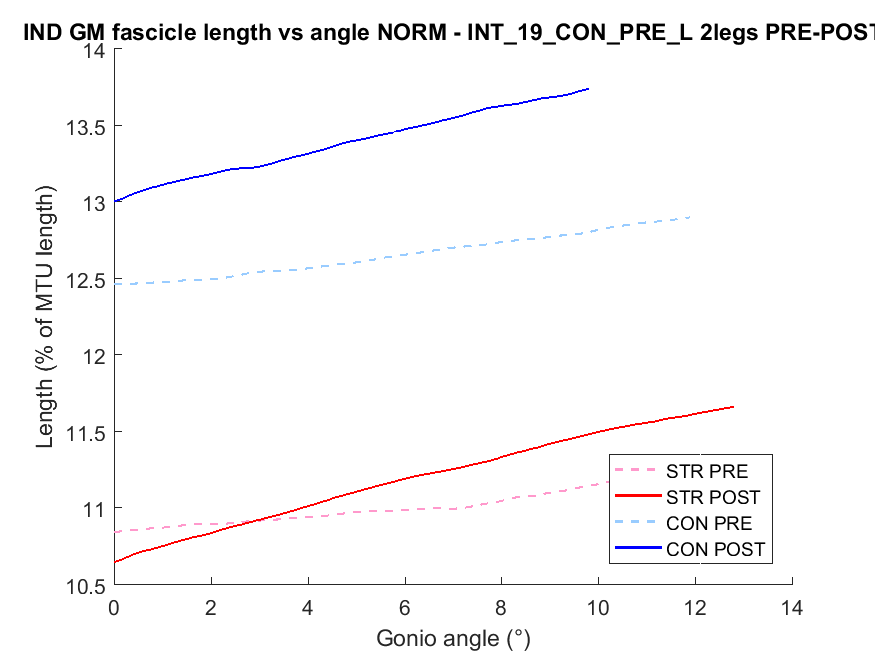 IND GM fascicle length vs angle NORM - INT_19_CON_PRE_L 2legs PRE-POST
14
13.5
13
12.5
12
11.5
11
10.5
Length (% of MTU length)
STR PRE
STR POST
CON PRE
CON POST
0 2 4 6 8 10 12 14
Gonio angle (°)